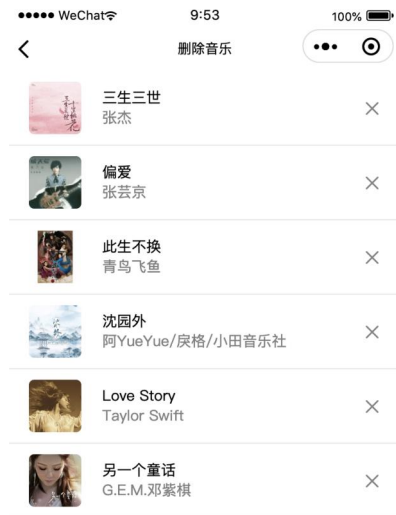 WeChat
9:53
100%
删除音乐
三生三世
张杰
偏爱
张芸京
此生不换
青鸟飞鱼
沈园外
阿YueYue/戾格/小田音乐社
Love Story
Taylor Swift
另一个童话
G.E.M.邓紫棋